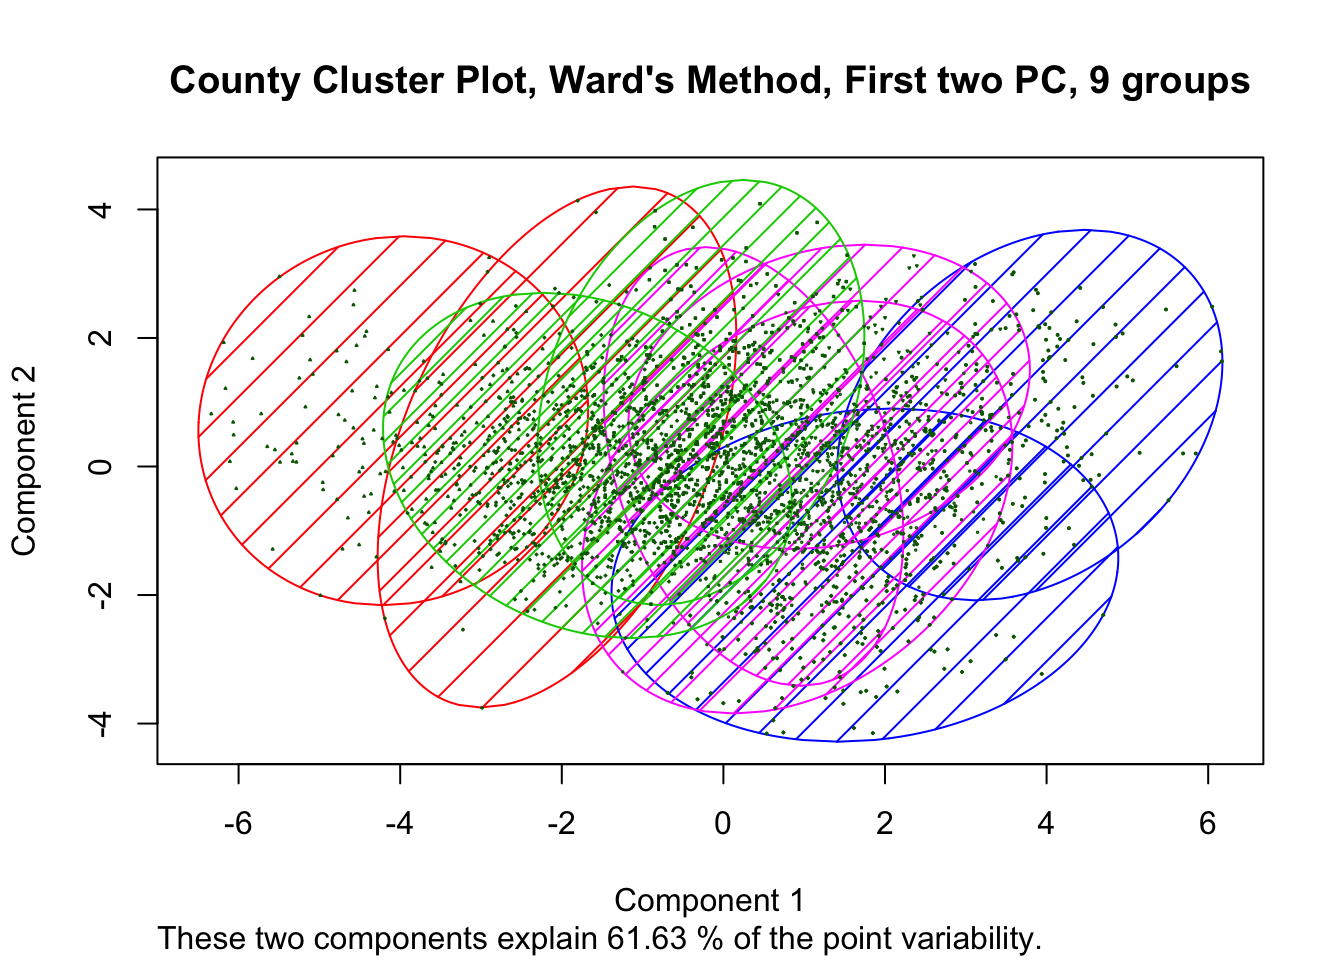 County Cluster Plot, Ward's Method, First two PC, 9 groups
Component 2
4
2
0
-2
-4
-6 -4 -2 0 2 4 6
Component 1
These two components explain 61.63 % of the point variability.